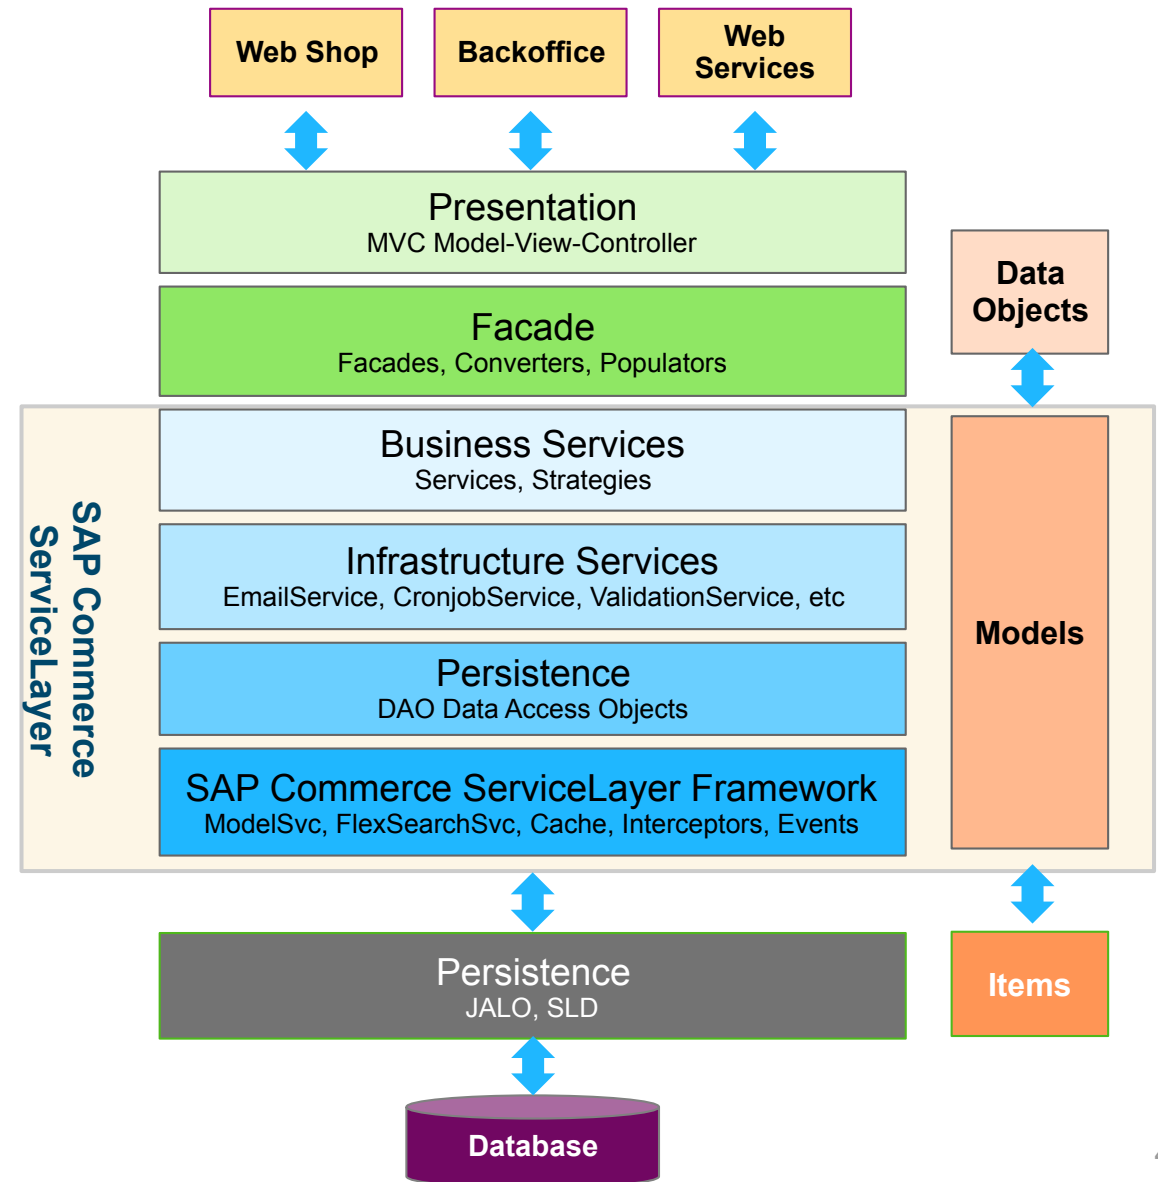 Web Shop
Backoffice
Web
Services
Presentation
MVC Model-View-Controller
Data
Objects
Facade
Facades, Converters, Populators
SAP Commerce
ServiceLayer
Business Services
Services, Strategies
Infrastructure Services
EmailService, CronjobService, ValidationService, etc
Models
Persistence
DAO Data Access Objects
SAP Commerce ServiceLayer Framework
ModelSvc, FlexSearchSvc, Cache, Interceptors, Events
Persistence
JALO, SLD
Items
Database